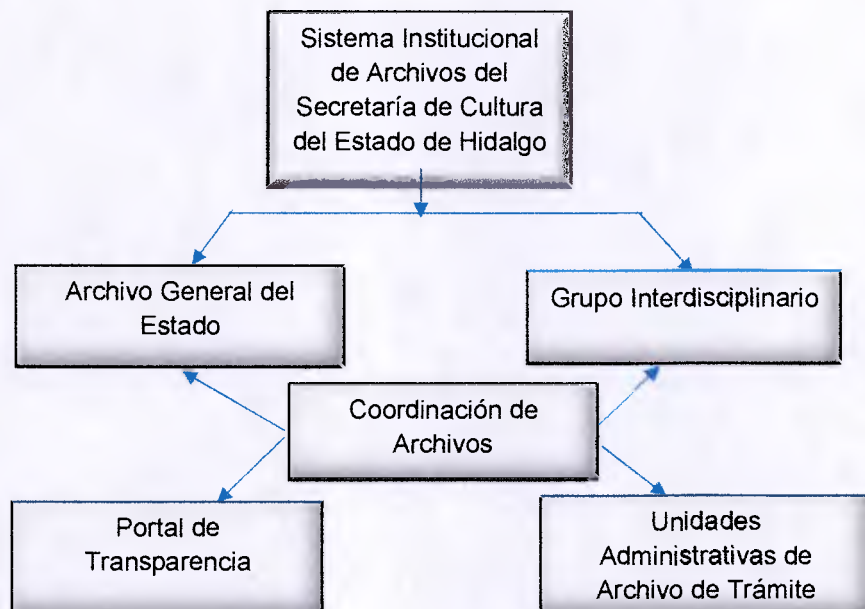 Sistema Institucional
de Archivos del
Secretaría de Cultura
del Estado de Hidalgo
Archivo General del
Estado
Grupo Interdisciplinario
Coordinación de
Archivos
Portal de
Transparencia
Unidades
Administrativas de
Archivo de Trámite